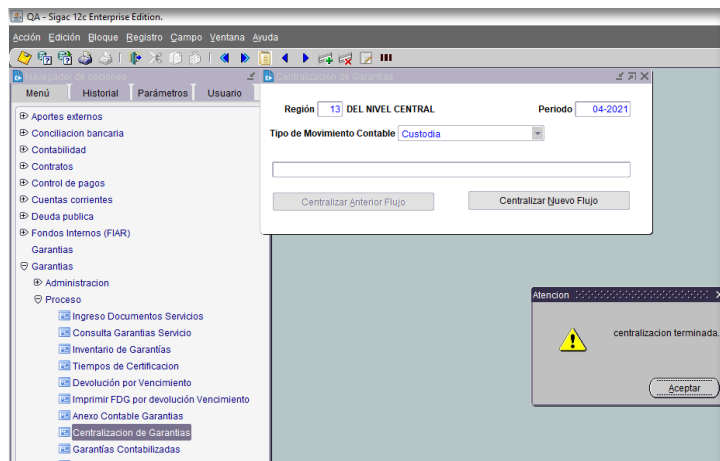 QA - Sigac 12c Enterprise Edition.
Acción Edición Bloque Registro Campo Ventana Ayuda
Navegador de opciones
Menú Historial Parámetros Usuario
Aportes externos
Conciliacion bancaria
Contabilidad
Contratos
Control de pagos
Cuentas corrientes
Deuda publica
Fondos Internos (FIAR)
Garantias
Garantias
Administracion
Proceso
Ingreso Documentos Servicios
Consulta Garantias Servicio
Inventario de Garantías
Tiempos de Certificacion
Devolución por Vencimiento
Imprimir FDG por devolución Vencimiento
Anexo Contable Garantias
Centralizacion de Garantias
Garantías Contabilizadas
Centralizacion de Garantias
Región 13 DEL NIVEL CENTRAL Periodo 04-2021
Tipo de Movimiento Contable Custodia
Centralizar Anterior Flujo Centralizar Nuevo Flujo
Atencion
centralizacion terminada.
Aceptar